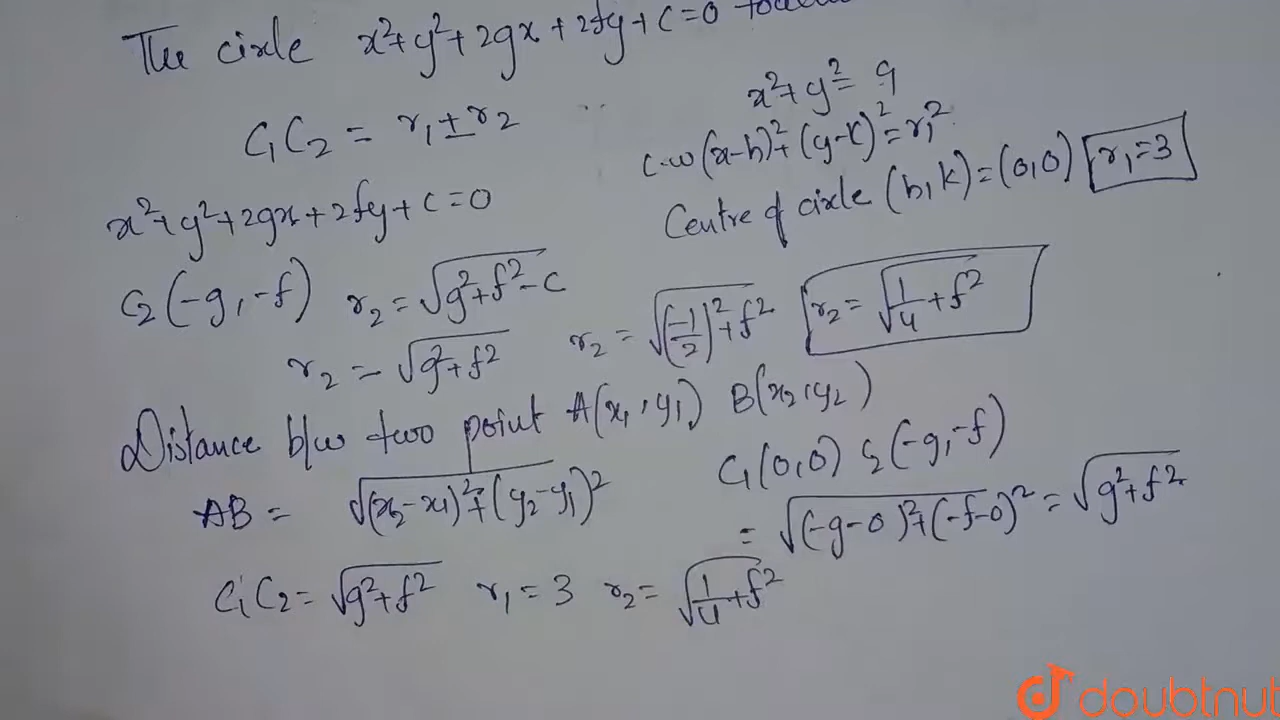 The circle x²+y²+2gx+2fy+c=0
C₁C₂ = r₁±r₂
x²+y² = 9
C.w (x-h)²+(y-k)² = r₁²
Centre of circle (h,k)=(0,0) r₁=3
x²+y²+2gx+2fy+c=0
C₂(-g,-f) r₂=√(g²+f²-c)
r₂=√(g²+f²) r₂=√((-1/2)²+f²) r₂=√(1/4+f²)
Distance b/w two point A(x₁,y₁) B(x₂,y₂)
AB= √((x₂-x₁)²+(y₂-y₁)²)
C₁(0,0) C₂(-g,-f)
= √((-g-0)²+(-f-0)²) = √(g²+f²)
C₁C₂=√(g²+f²) r₁=3 r₂=√(1/4+f²)
doubtnut